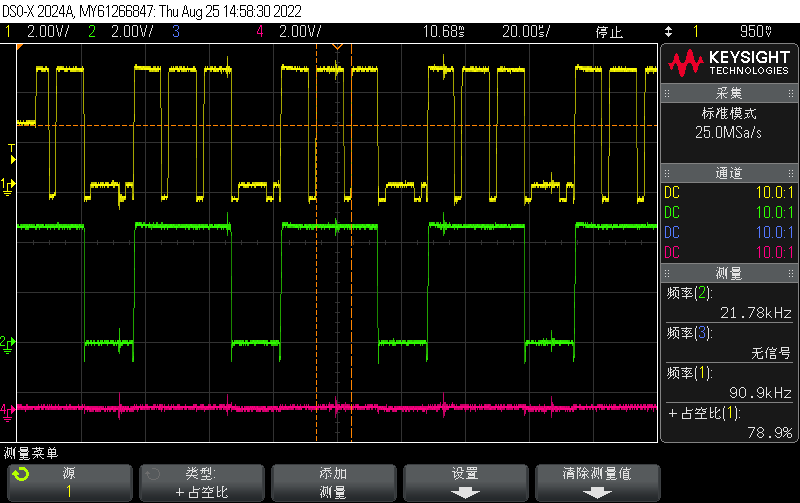 DSO-X 2024A, MY61266847: Thu Aug 25 14:58:30 2022
1 2.00V/ 2 2.00V/ 3 4 2.00V/ 10.68ms 20.00us/ 停止 1 950mV
KEYSIGHT
TECHNOLOGIES
采集
标准模式
25.0MSa/s
通道
DC 10.0:1
DC 10.0:1
DC 10.0:1
DC 10.0:1
测量
频率(2):
21.78kHz
频率(3):
无信号
频率(1):
90.9kHz
+占空比(1):
78.9%
T
1
2
4
测量菜单
源
1
类型:
+占空比
添加
测量
设置
清除测量值